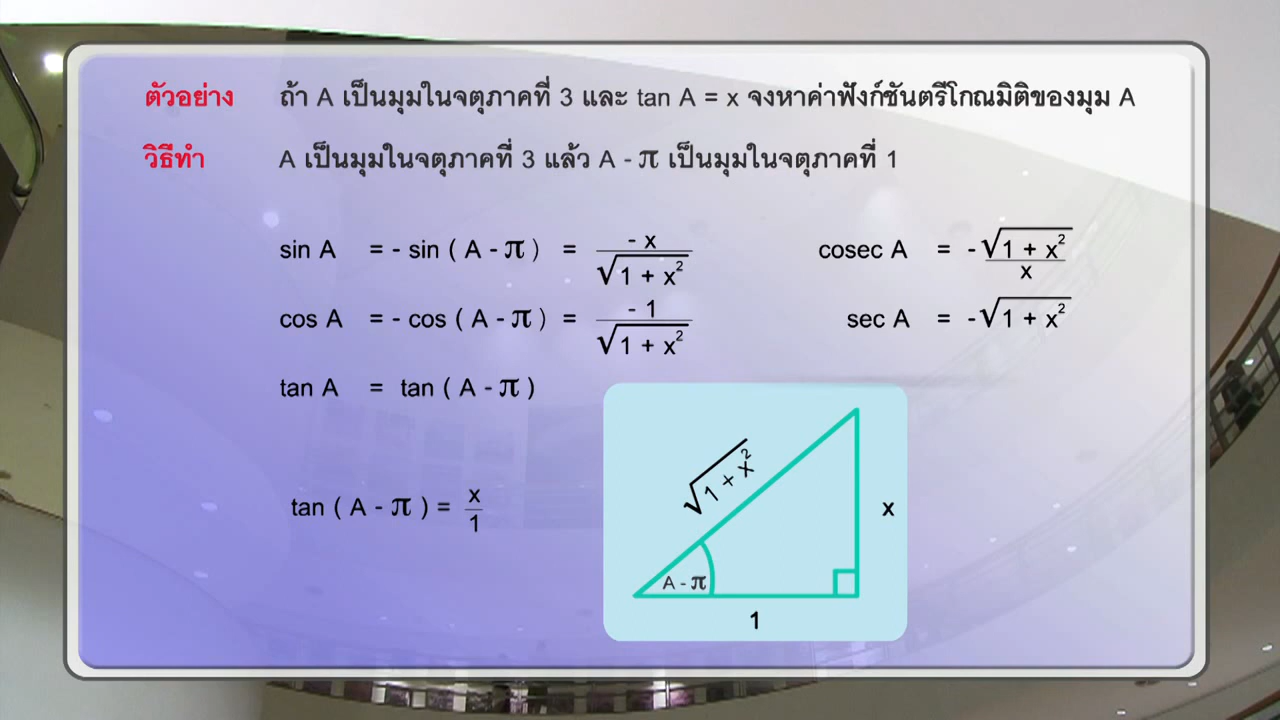 ตัวอย่าง ถ้า A เป็นมุมในจตุภาคที่ 3 และ tan A = x จงหาค่าฟังก์ชันตรีโกณมิติของมุม A
วิธีทำ A เป็นมุมในจตุภาคที่ 3 แล้ว A - π เป็นมุมในจตุภาคที่ 1
sin A = - sin ( A - π ) = - x / √1 + x² cosec A = - √1 + x² / x
cos A = - cos ( A - π ) = - 1 / √1 + x² sec A = - √1 + x²
tan A = tan ( A - π )
tan ( A - π ) = x / 1
√1 + x²
x
A - π
1